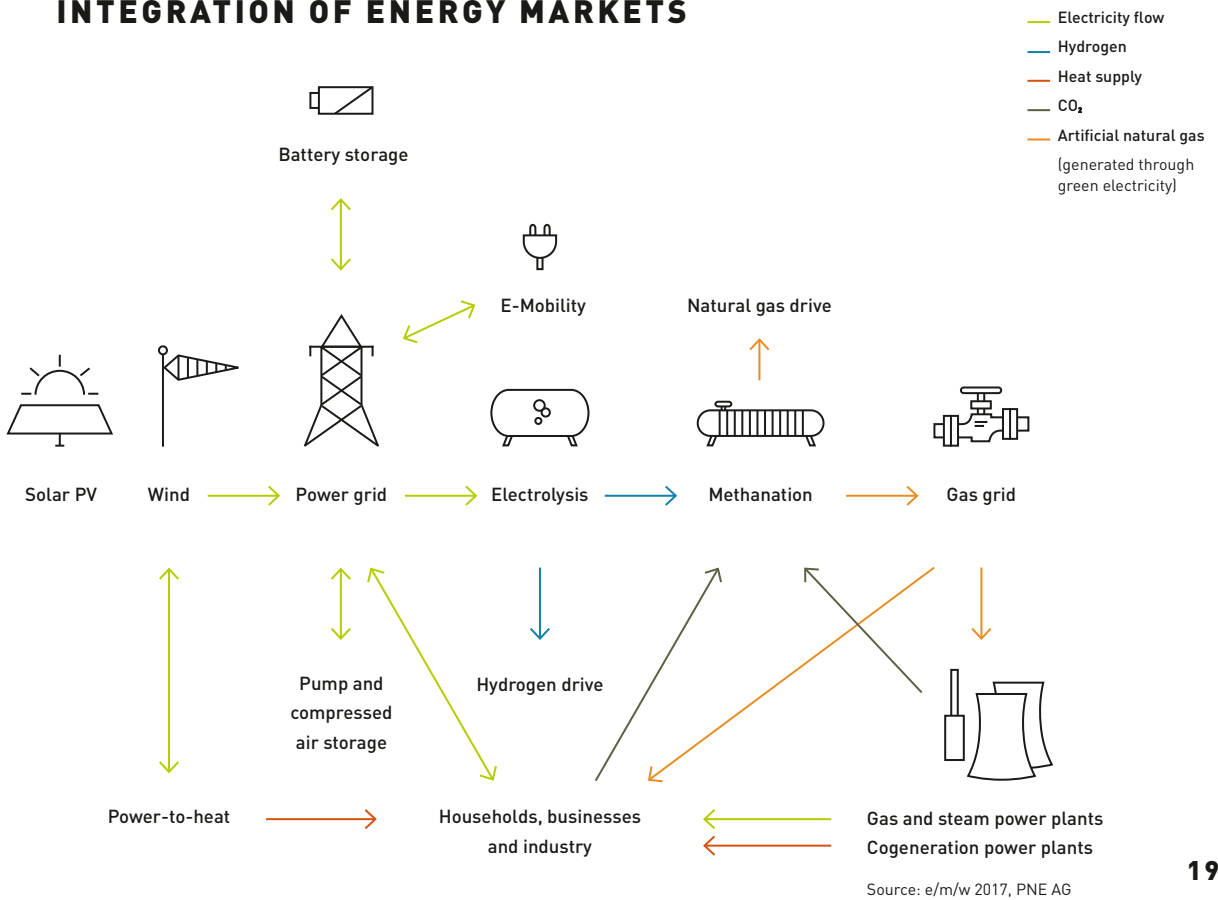 INTEGRATION OF ENERGY MARKETS
Electricity flow
Hydrogen
Heat supply
CO₂
Artificial natural gas
(generated through
green electricity)
Battery storage
E-Mobility
Natural gas drive
Solar PV
Wind
Power grid
Electrolysis
Methanation
Gas grid
Pump and
compressed
air storage
Hydrogen drive
Power-to-heat
Households, businesses
and industry
Gas and steam power plants
Cogeneration power plants
Source: e/m/w 2017, PNE AG
19